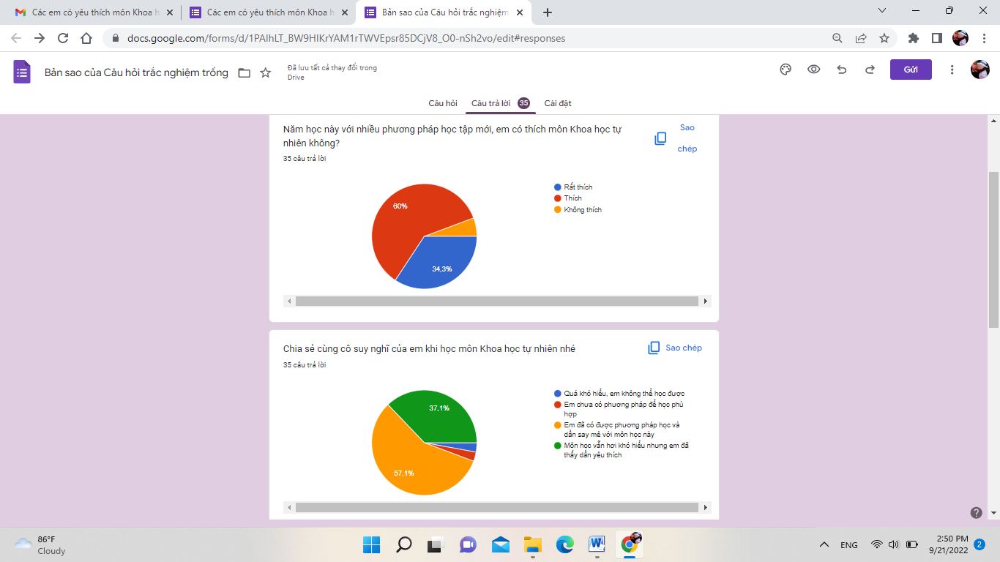 Các em có yêu thích môn Khoa h
Các em có yêu thích môn Khoa h
Bản sao của Câu hỏi trắc nghiệm
docs.google.com/forms/d/1PAlhLT_BW9HlKrYAM1rTWVEpsr85DCjV8_O0-nSh2vo/edit#responses
Bản sao của Câu hỏi trắc nghiệm trống
Đã lưu tất cả thay đổi trong
Drive
Gửi
Câu hỏi
Câu trả lời 35
Cài đặt
Năm học này với nhiều phương pháp học tập mới, em có thích môn Khoa học tự
nhiên không?
35 câu trả lời
Sao
chép
60%
34,3%
Rất thích
Thích
Không thích
Chia sẻ cùng cô suy nghĩ của em khi học môn Khoa học tự nhiên nhé
35 câu trả lời
Sao chép
37,1%
57,1%
Quá khó hiểu, em không thể học được
Em chưa có phương pháp để học phù
hợp
Em đã có được phương pháp học và
dần say mê với môn học này
Môn học vẫn hơi khó hiểu nhưng em đã
thấy dần yêu thích
86°F
Cloudy
ENG
2:50 PM
9/21/2022
2